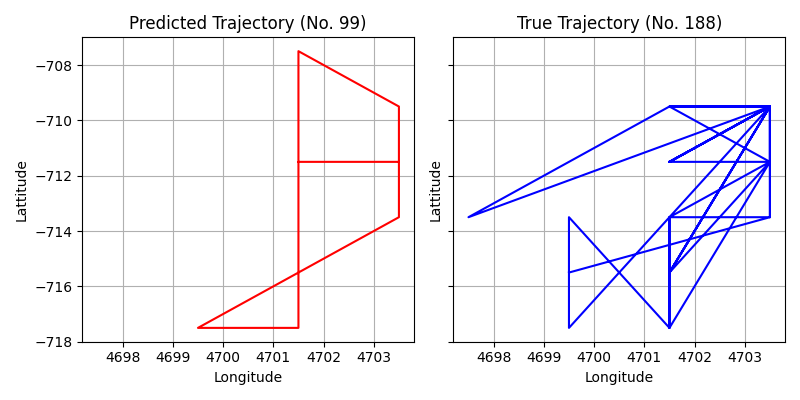 Predicted Trajectory (No. 99)
True Trajectory (No. 188)
−708
−710
−712
−714
−716
−718
Lattitude
Lattitude
4698 4699 4700 4701 4702 4703
4698 4699 4700 4701 4702 4703
Longitude
Longitude